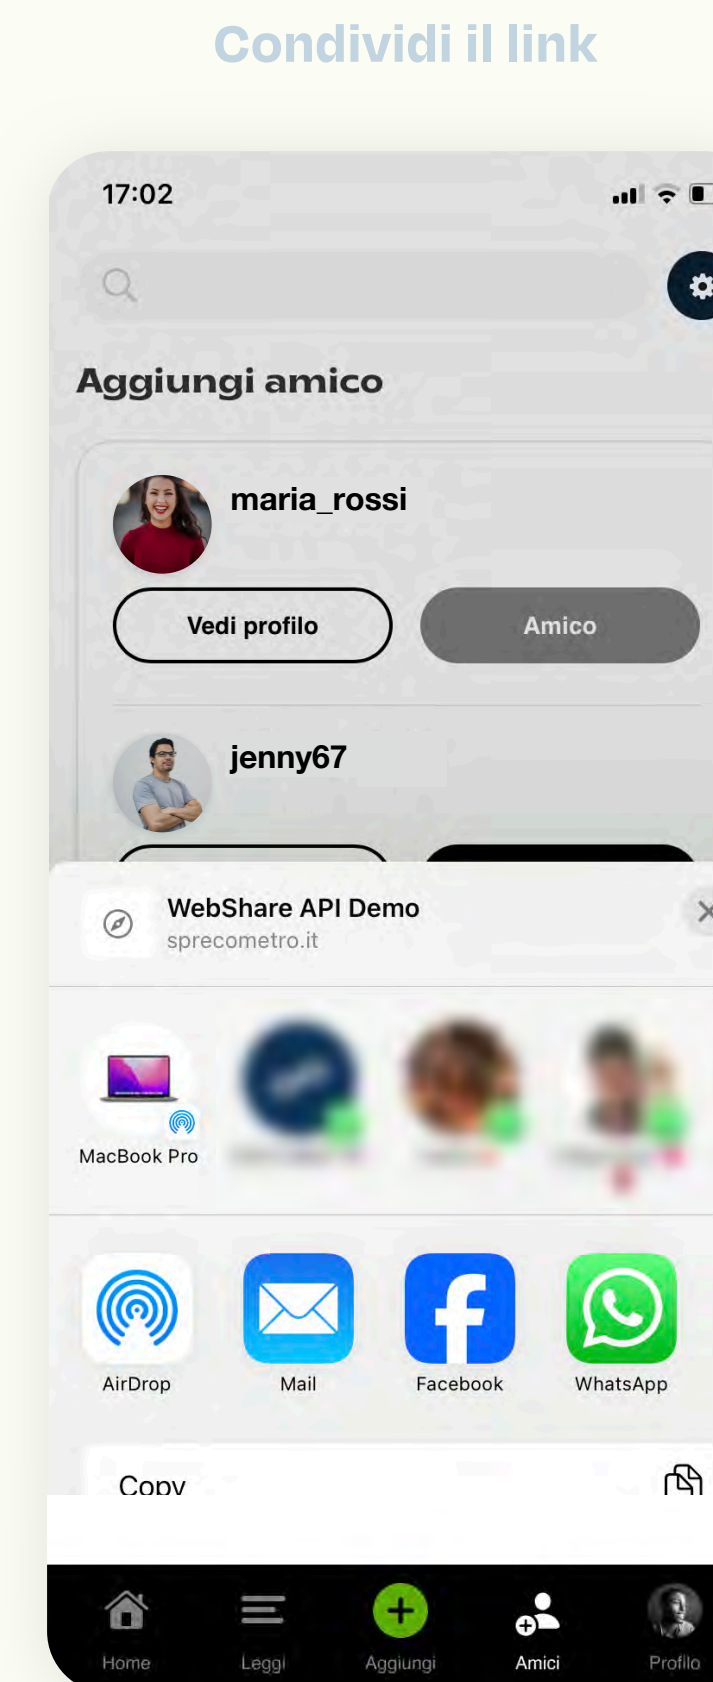 Condividi il link
17:02
Aggiungi amico
maria_rossi
Vedi profilo
Amico
jenny67
WebShare API Demo
sprecometro.it
MacBook Pro
AirDrop
Mail
Facebook
WhatsApp
Copy
Home
Leggi
Aggiungi
Amici
Profilo